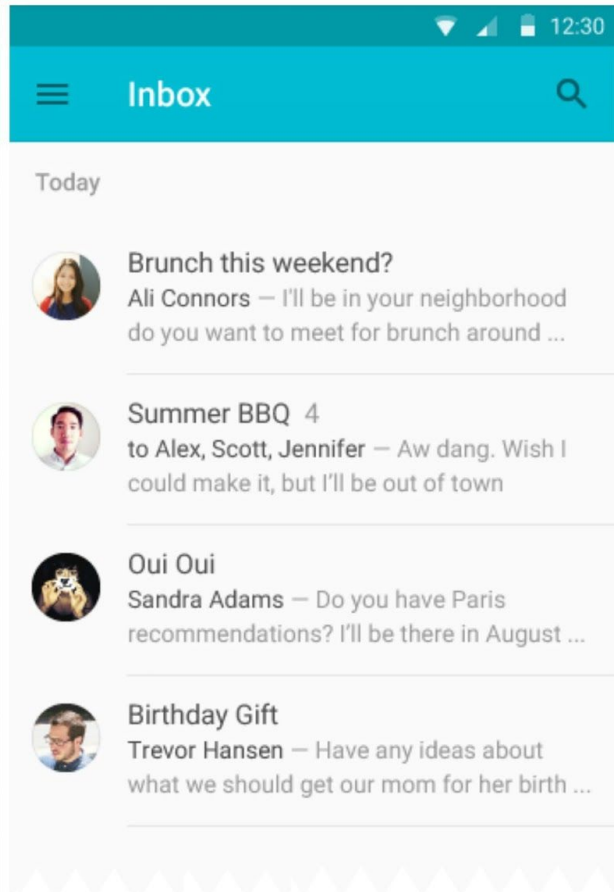 12:30
Inbox
Today
Brunch this weekend?
Ali Connors — I'll be in your neighborhood
do you want to meet for brunch around ...
Summer BBQ 4
to Alex, Scott, Jennifer — Aw dang. Wish I
could make it, but I'll be out of town
Oui Oui
Sandra Adams — Do you have Paris
recommendations? I'll be there in August ...
Birthday Gift
Trevor Hansen — Have any ideas about
what we should get our mom for her birth ...